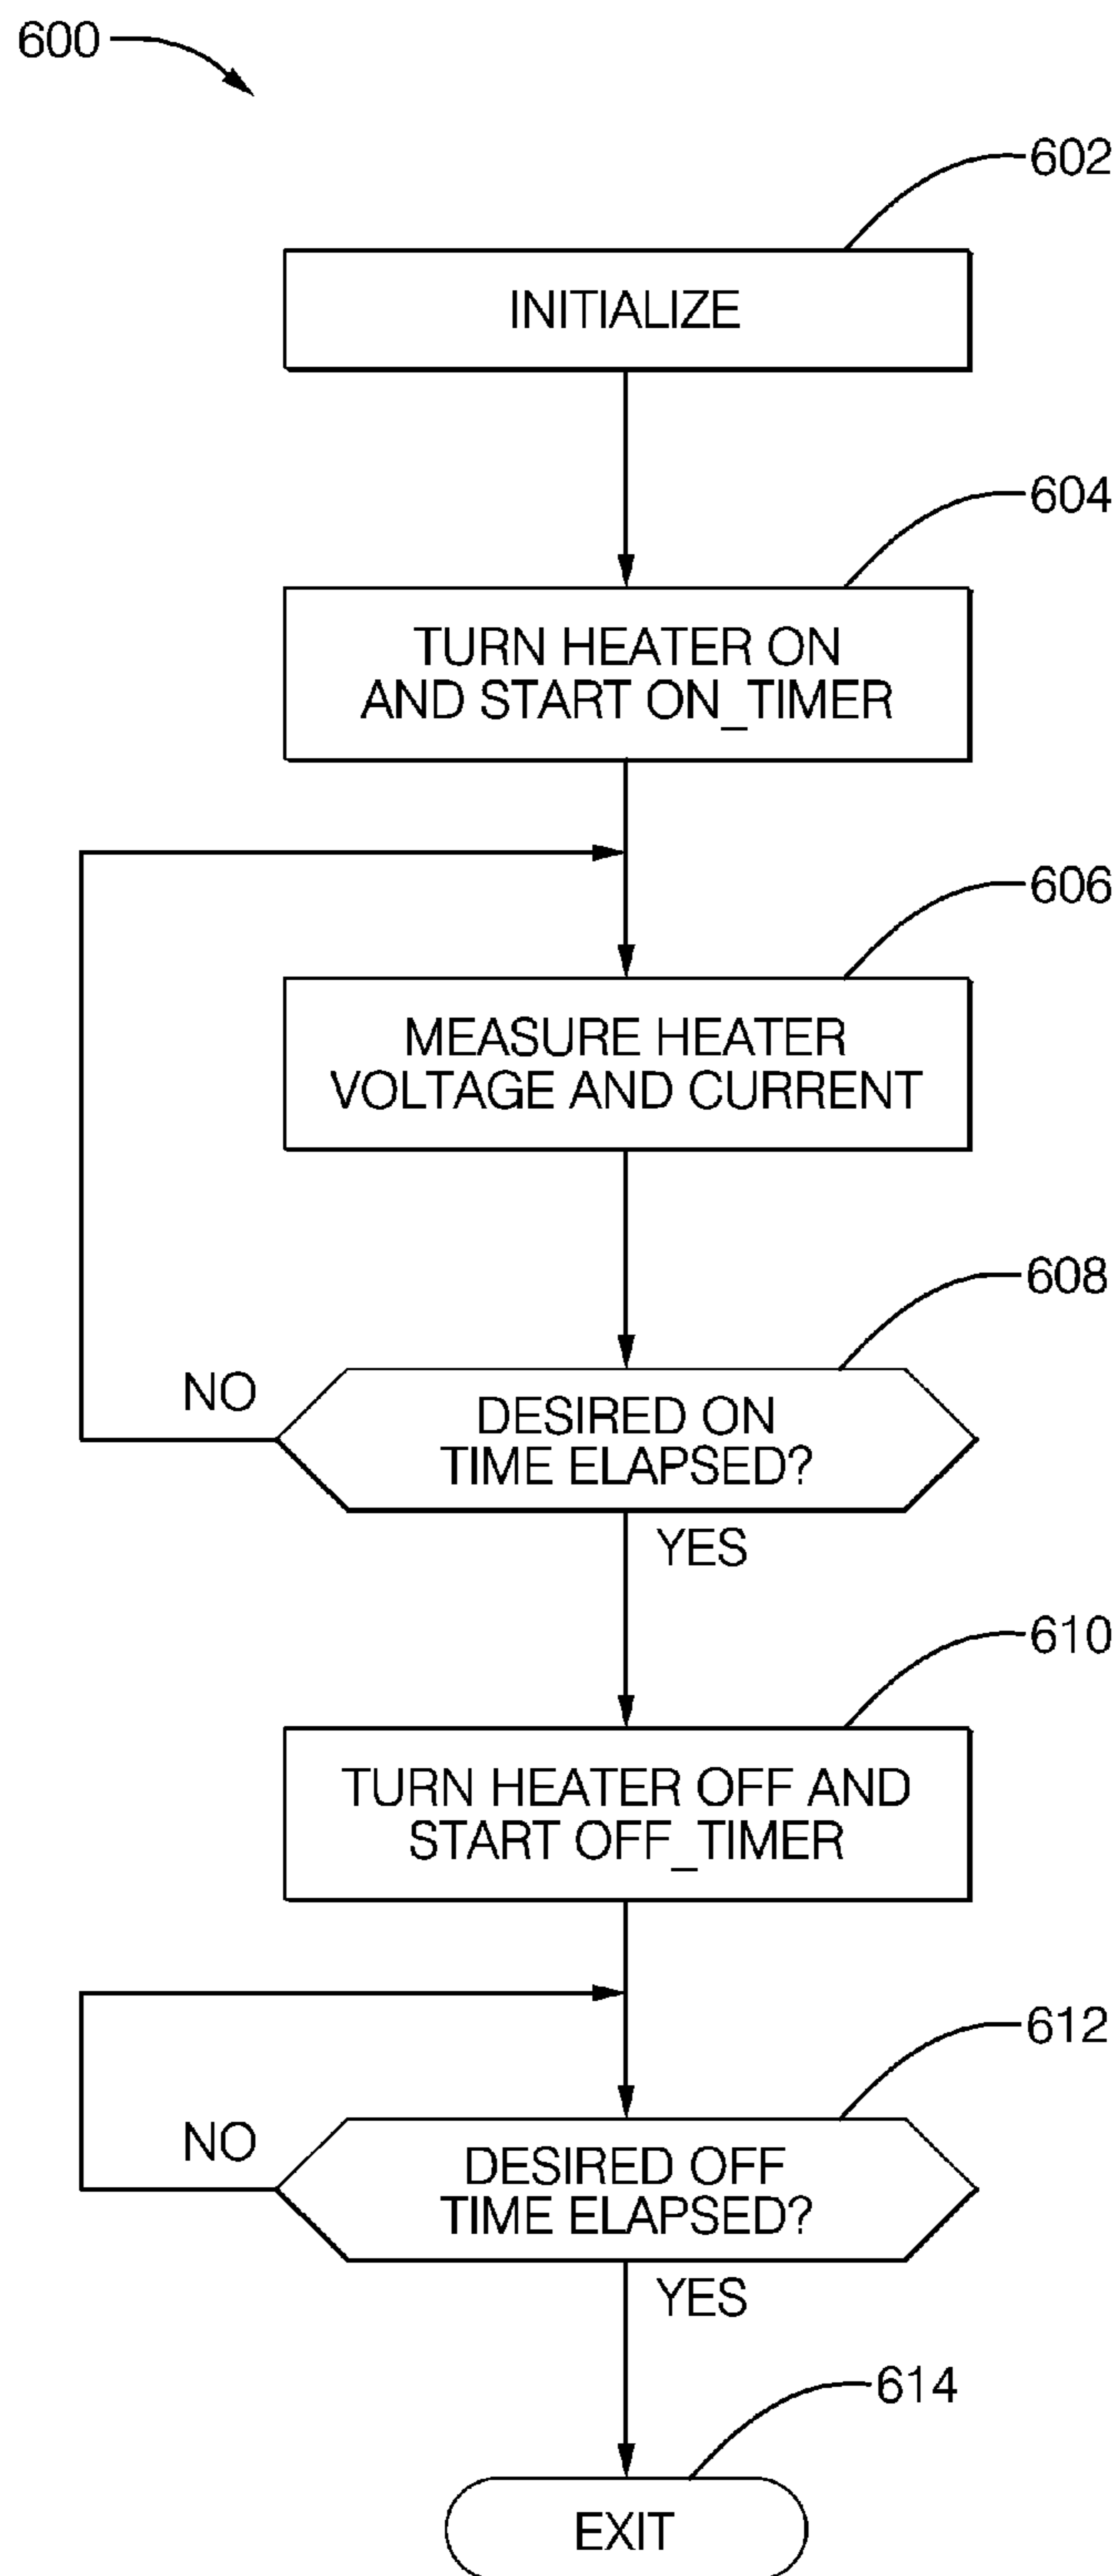 600
602
INITIALIZE
604
TURN HEATER ON
AND START ON_TIMER
606
MEASURE HEATER
VOLTAGE AND CURRENT
608
NO
DESIRED ON
TIME ELAPSED?
YES
610
TURN HEATER OFF AND
START OFF_TIMER
612
NO
DESIRED OFF
TIME ELAPSED?
YES
614
EXIT